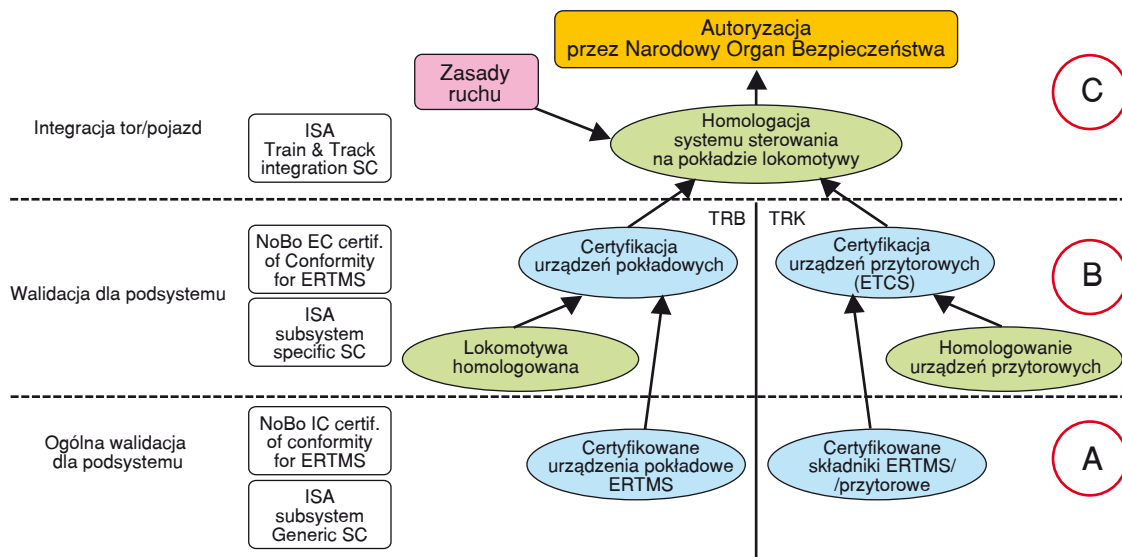 Autoryzacja
przez Narodowy Organ Bezpieczeństwa
Zasady
ruchu
C
Integracja tor/pojazd
ISA
Train & Track
integration SC
Homologacja
systemu sterowania
na pokładzie lokomotywy
TRB
TRK
Walidacja dla podsystemu
NoBo EC certif.
of Conformity
for ERTMS
ISA
subsystem
specific SC
Certyfikacja
urządzeń pokładowych
Certyfikacja
urządzeń przytorowych
(ETCS)
B
Lokomotywa
homologowana
Homologowanie
urządzeń przytorowych
Ogólna walidacja
dla podsystemu
NoBo IC certif.
of conformity
for ERTMS
ISA
subsystem
Generic SC
Certyfikowane
urządzenia pokładowe
ERTMS
Certyfikowane
składniki ERTMS/
/przytorowe
A